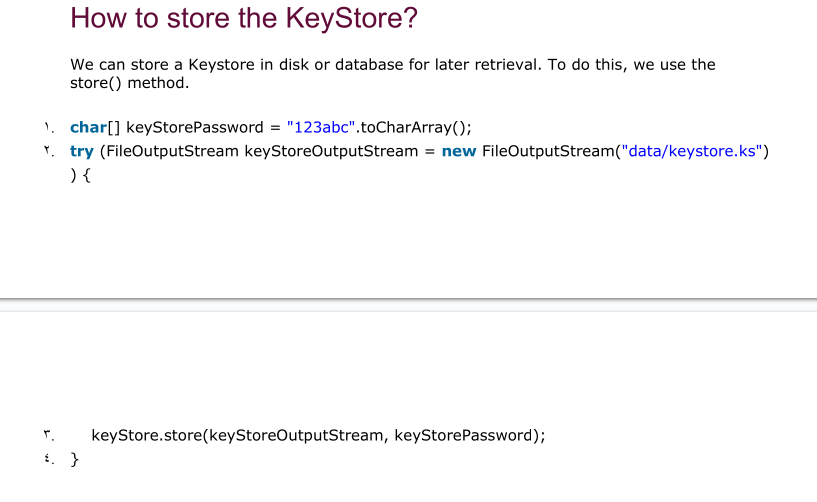 How to store the KeyStore?
We can store a Keystore in disk or database for later retrieval. To do this, we use the
store() method.
١. char[] keyStorePassword = "123abc".toCharArray();
٢. try (FileOutputStream keyStoreOutputStream = new FileOutputStream("data/keystore.ks")
) {
٣. keyStore.store(keyStoreOutputStream, keyStorePassword);
٤. }